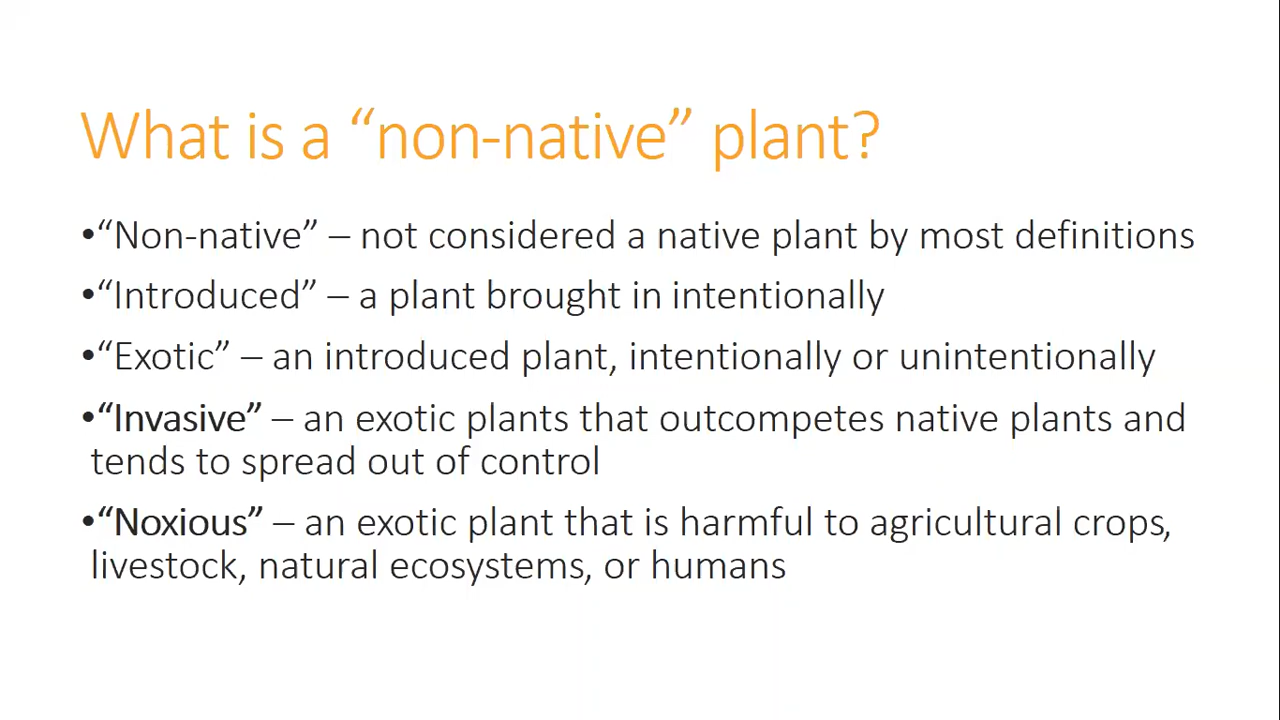 What is a “non-native” plant?
•“Non-native” – not considered a native plant by most definitions
•“Introduced” – a plant brought in intentionally
•“Exotic” – an introduced plant, intentionally or unintentionally
•“Invasive” – an exotic plants that outcompetes native plants and
tends to spread out of control
•“Noxious” – an exotic plant that is harmful to agricultural crops,
livestock, natural ecosystems, or humans